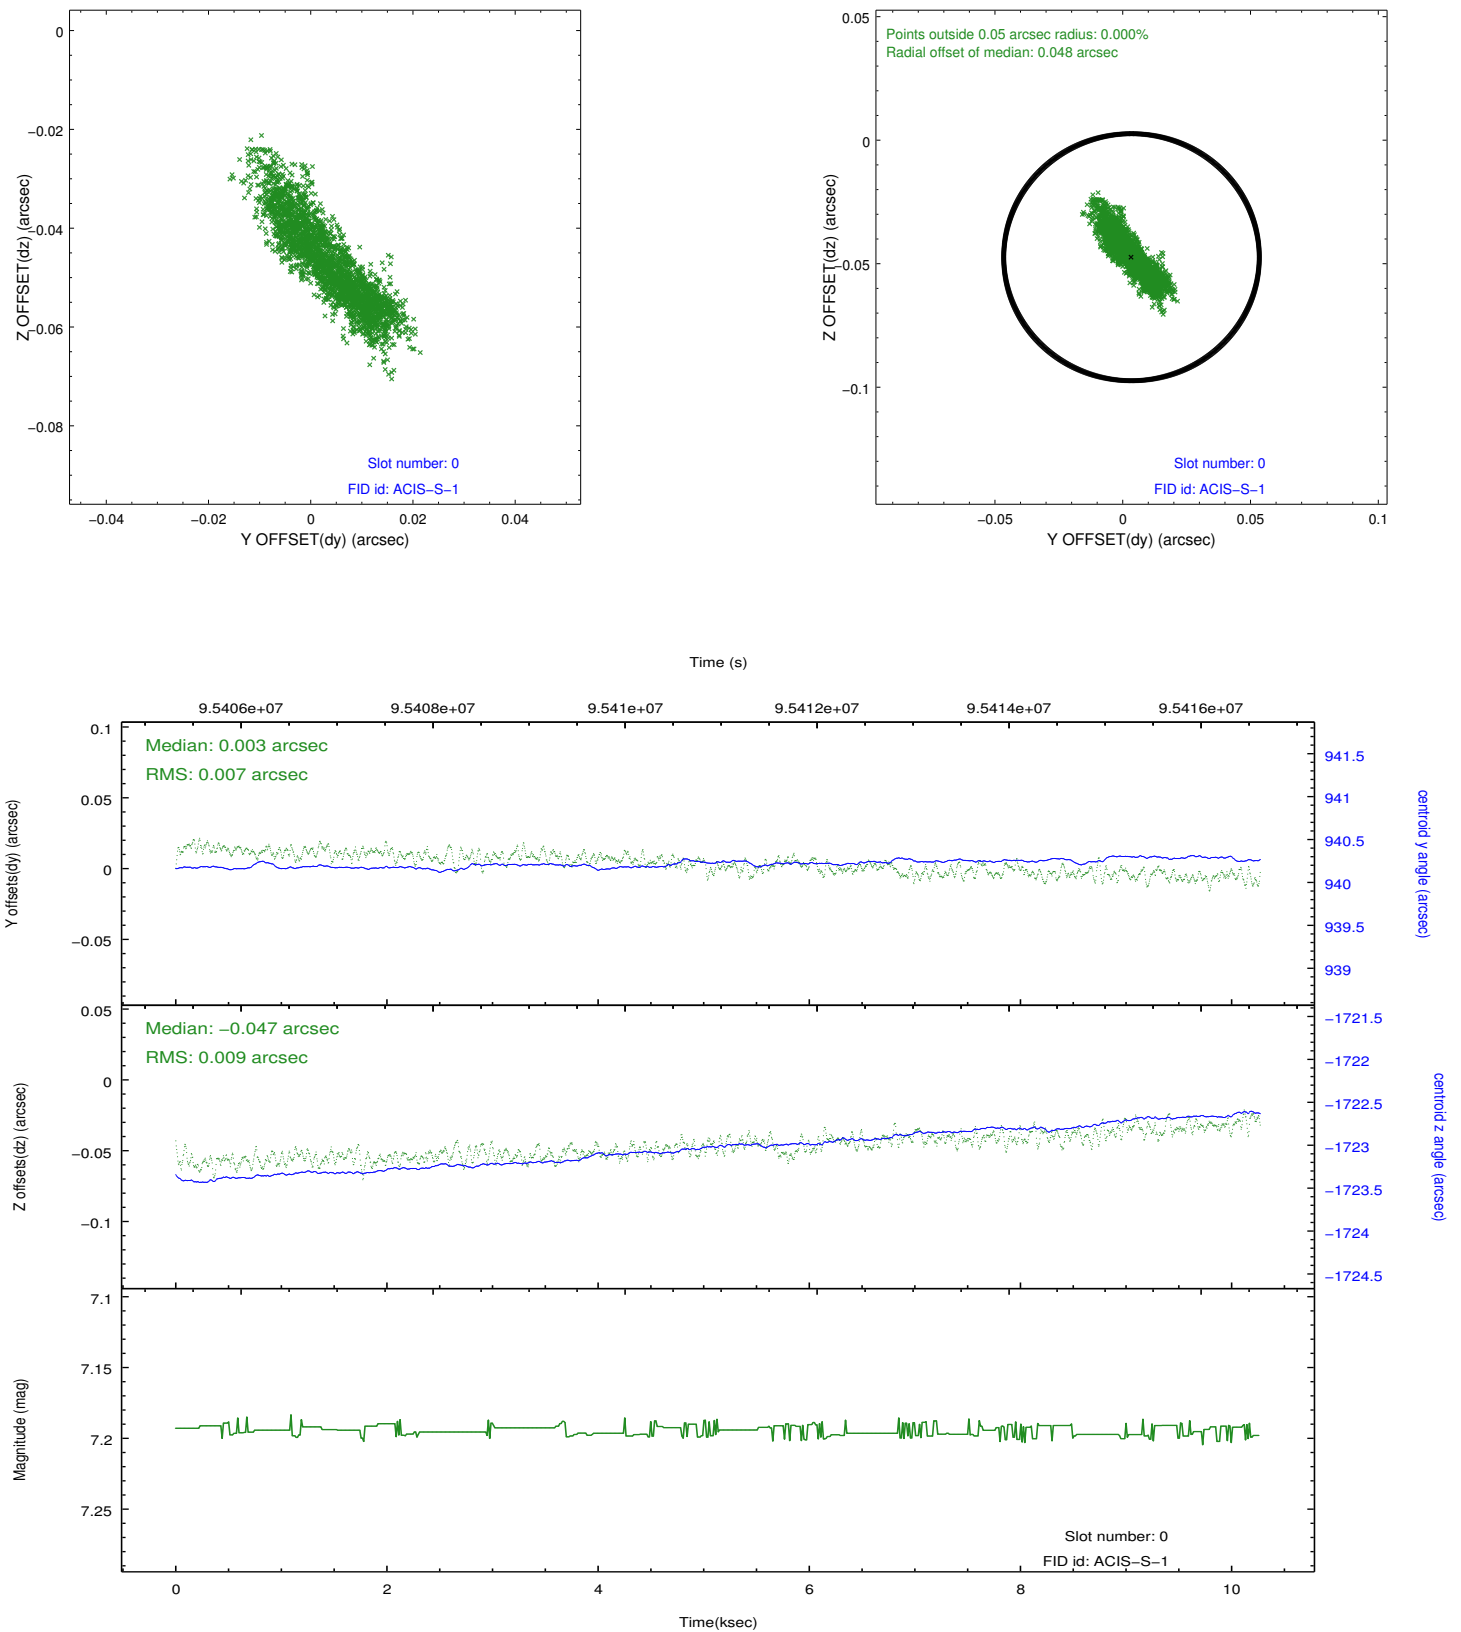 0
−0.02
−0.04
−0.06
−0.08
Z OFFSET(dz) (arcsec)
Slot number: 0
FID id: ACIS−S−1
−0.04 −0.02 0 0.02 0.04
Y OFFSET(dy) (arcsec)
0.05
0
−0.05
−0.1
Z OFFSET(dz) (arcsec)
Points outside 0.05 arcsec radius: 0.000%
Radial offset of median: 0.048 arcsec
Slot number: 0
FID id: ACIS−S−1
−0.05 0 0.05 0.1
Y OFFSET(dy) (arcsec)
Time (s)
9.5406e+07 9.5408e+07 9.541e+07 9.5412e+07 9.5414e+07 9.5416e+07
Median: 0.003 arcsec
RMS: 0.007 arcsec
0.1
0.05
0
−0.05
Y offsets(dy) (arcsec)
941.5
941
940.5
940
939.5
939
centroid y angle (arcsec)
Median: −0.047 arcsec
RMS: 0.009 arcsec
0.05
0
−0.05
−0.1
Z offsets(dz) (arcsec)
−1721.5
−1722
−1722.5
−1723
−1723.5
−1724
−1724.5
centroid z angle (arcsec)
7.1
7.15
7.2
7.25
Magnitude (mag)
Slot number: 0
FID id: ACIS−S−1
0 2 4 6 8 10
Time(ksec)